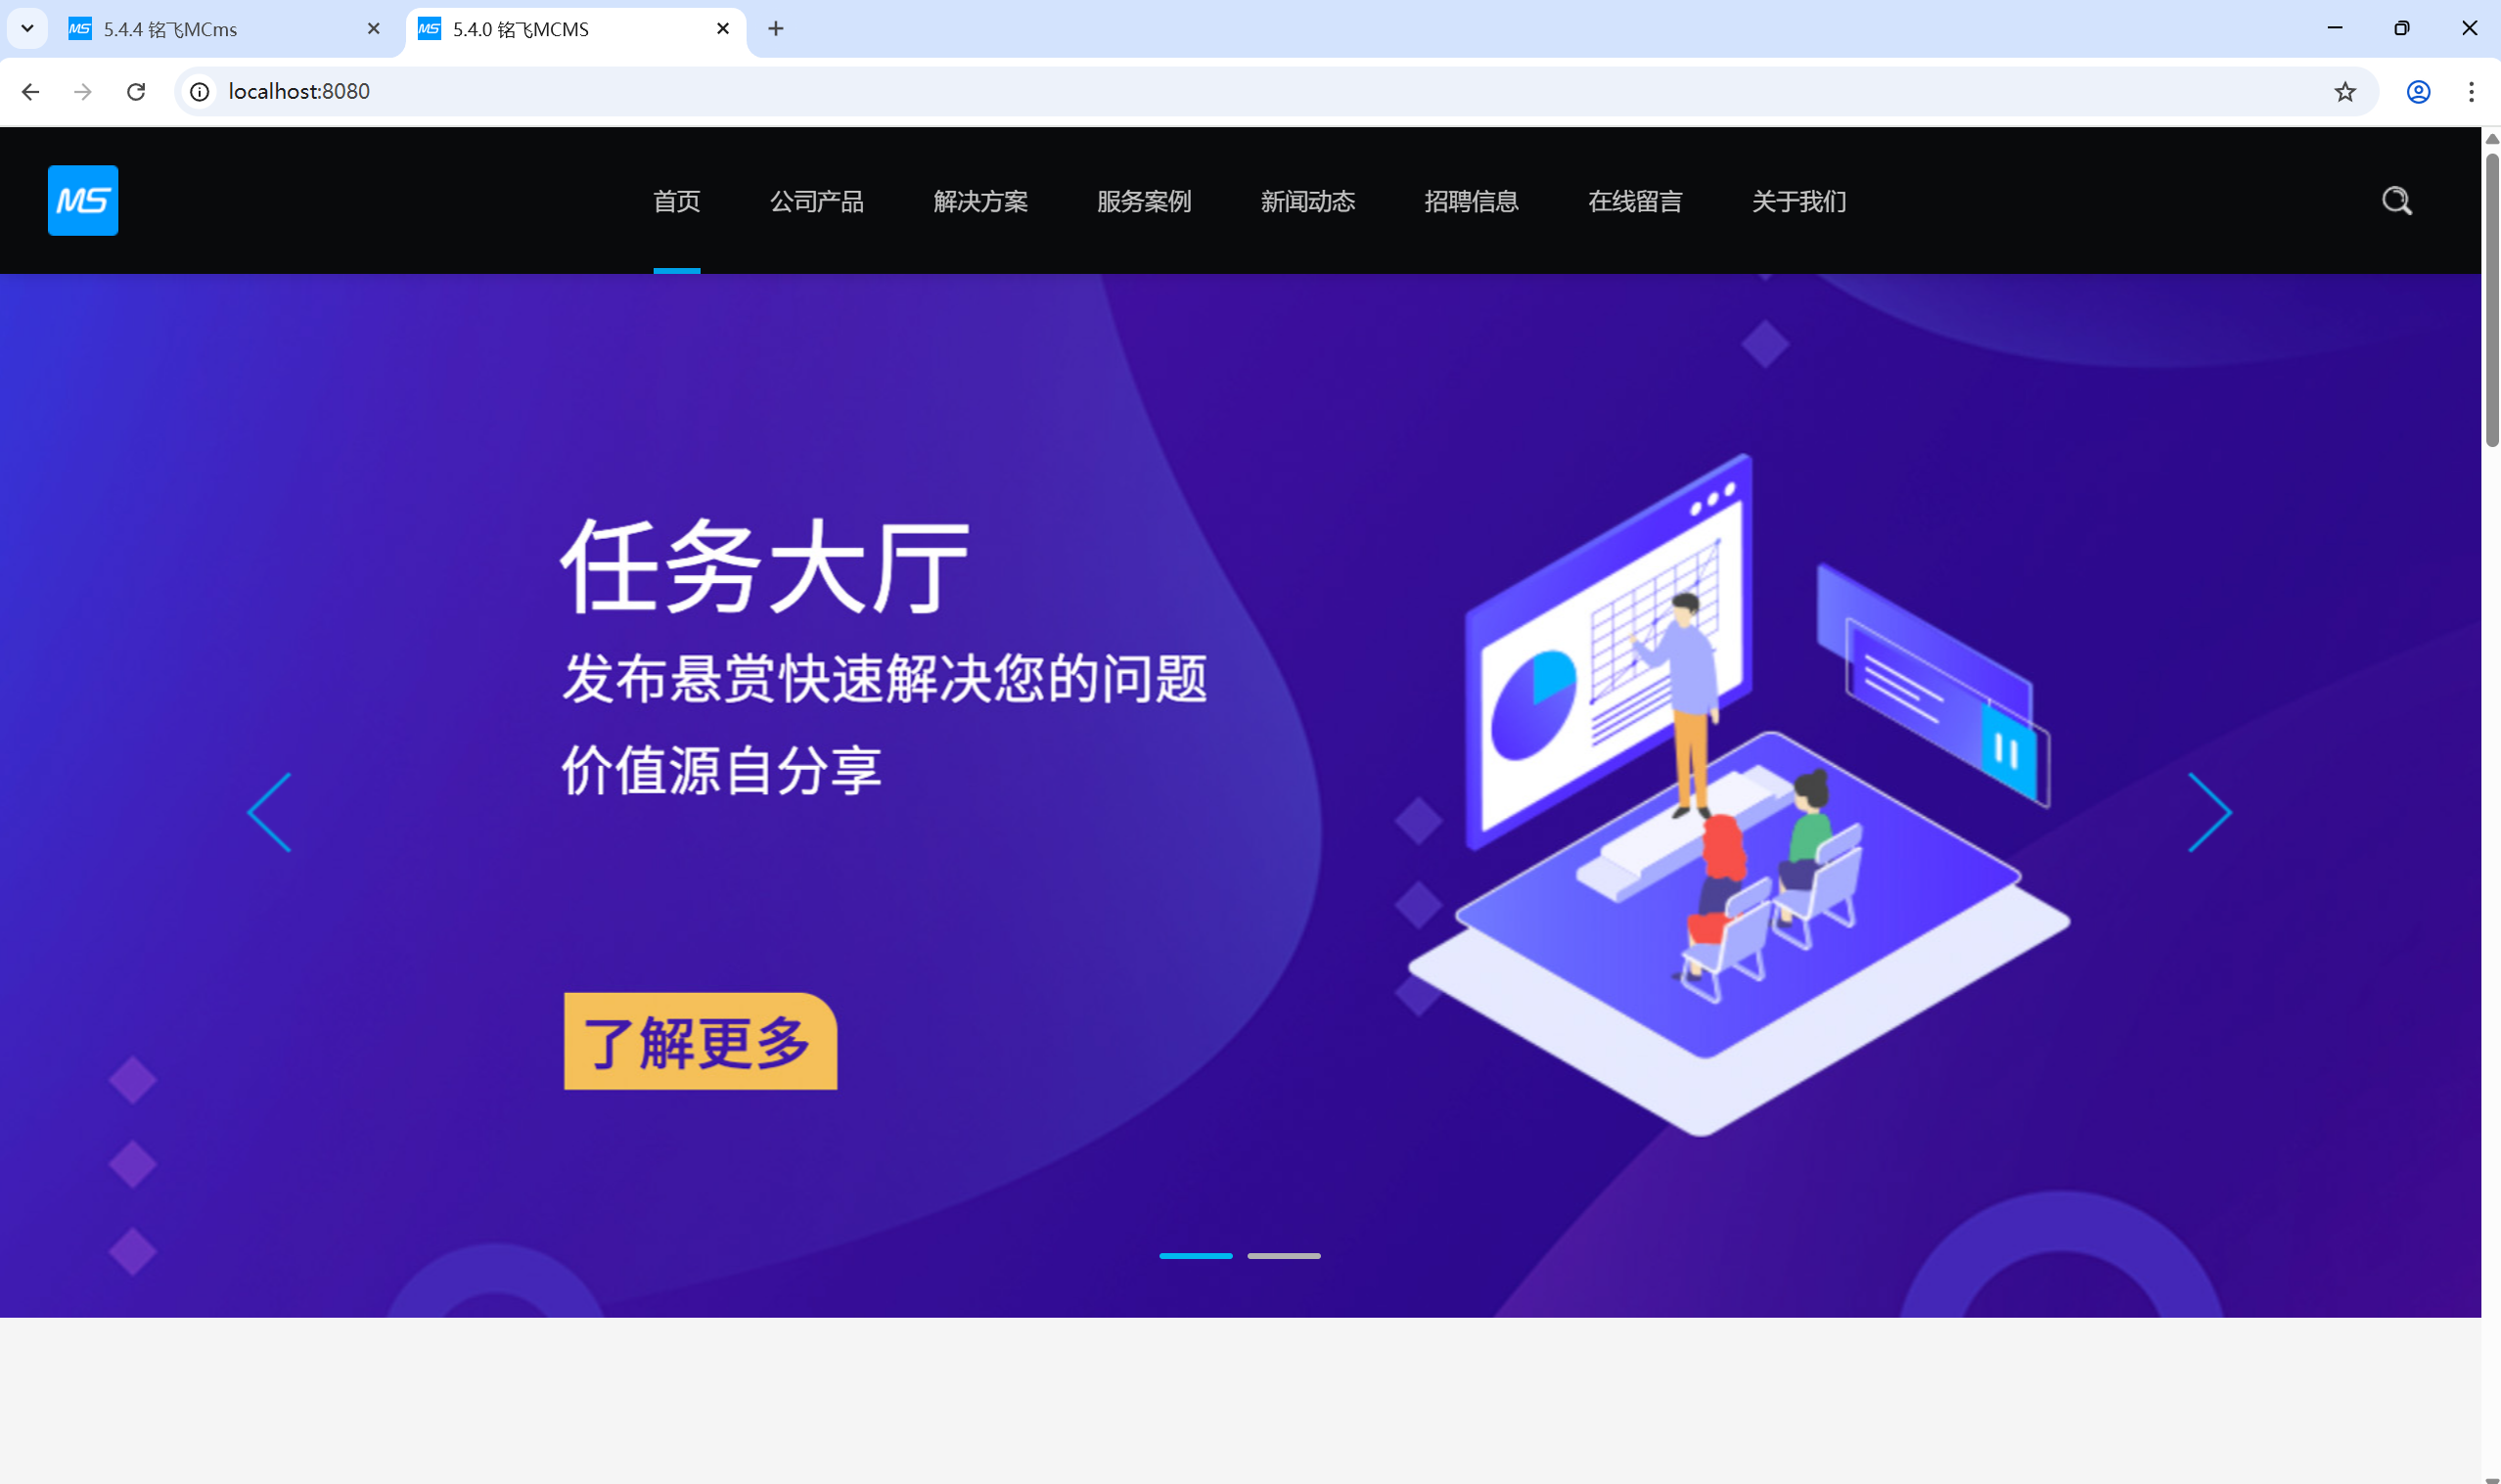 5.4.4 铭飞MCms
5.4.0 铭飞MCMS
localhost:8080
MS
首页 公司产品 解决方案 服务案例 新闻动态 招聘信息 在线留言 关于我们
任务大厅
发布悬赏快速解决您的问题
价值源自分享
了解更多